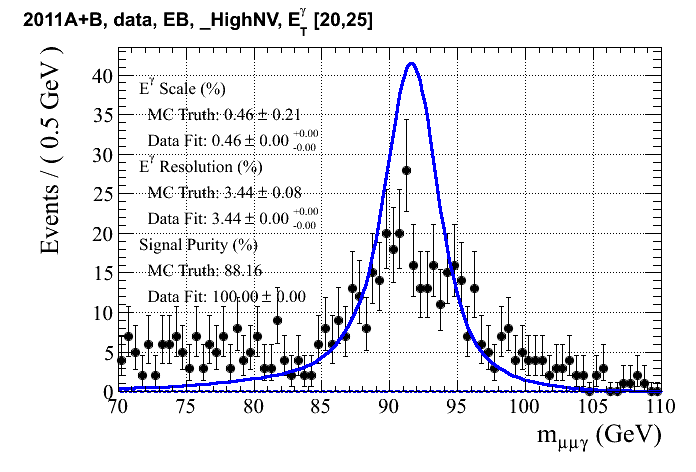 2011A+B, data, EB, _HighNV, E_T^γ [20,25]
Events / ( 0.5 GeV )
40
35
30
25
20
15
10
5
0
E^γ Scale (%)
MC Truth: 0.46 ± 0.21
Data Fit: 0.46 ± 0.00 +0.00 -0.00
E^γ Resolution (%)
MC Truth: 3.44 ± 0.08
Data Fit: 3.44 ± 0.00 +0.00 -0.00
Signal Purity (%)
MC Truth: 88.16
Data Fit: 100.00 ± 0.00
70 75 80 85 90 95 100 105 110
m_μμγ (GeV)